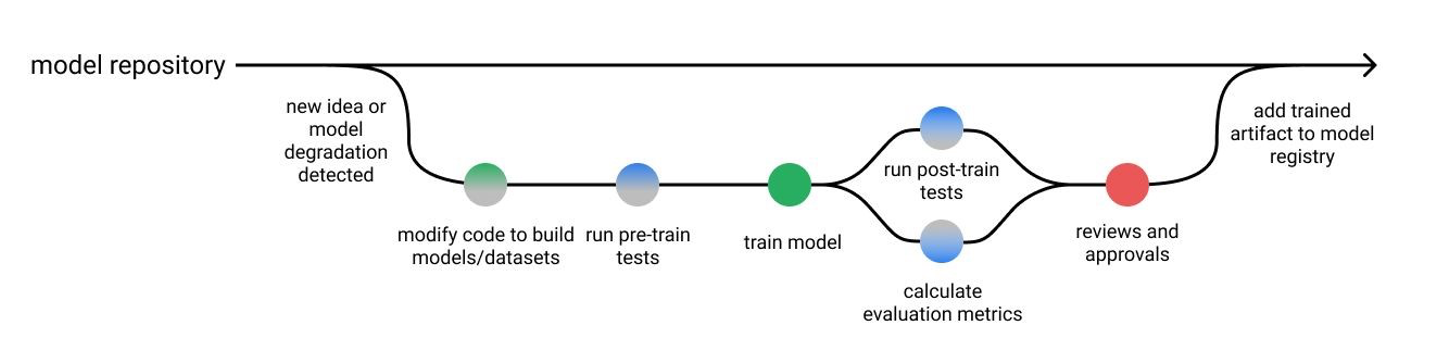 model repository
new idea or
model
degradation
detected
modify code to build
models/datasets
run pre-train
tests
train model
run post-train
tests
calculate
evaluation metrics
reviews and
approvals
add trained
artifact to model
registry